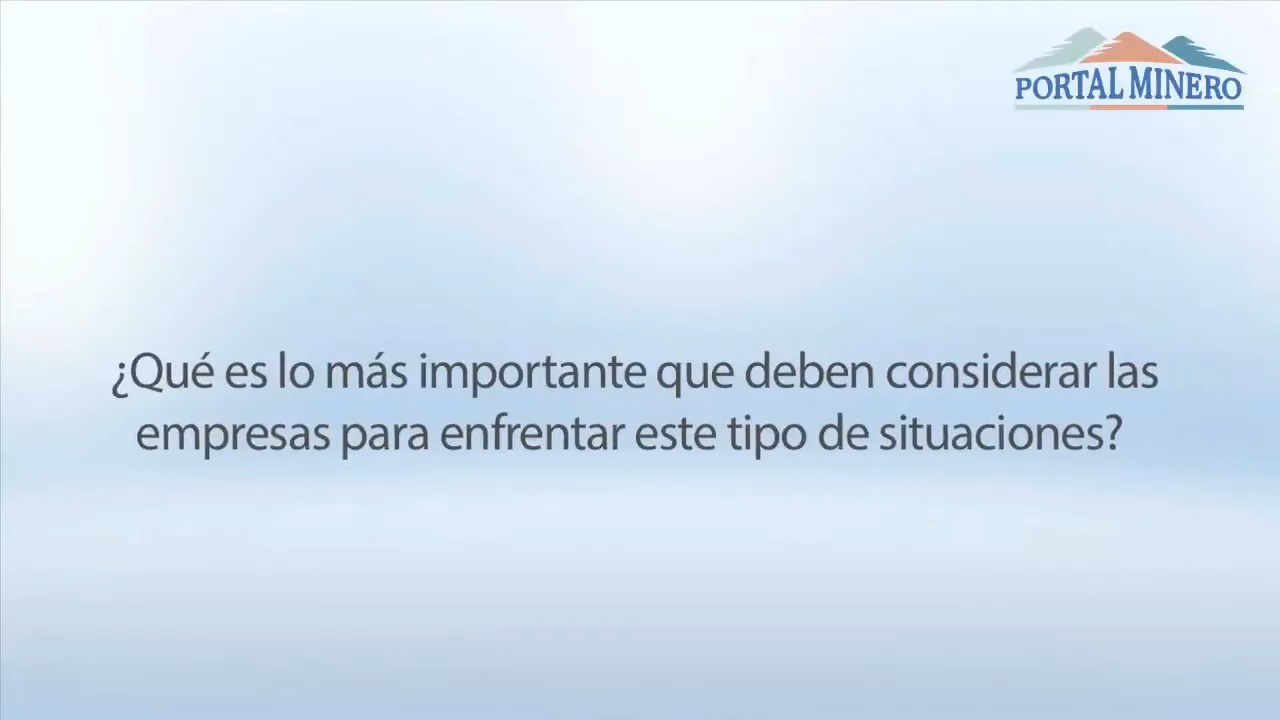 PORTAL MINERO
¿Qué es lo más importante que deben considerar las
empresas para enfrentar este tipo de situaciones?